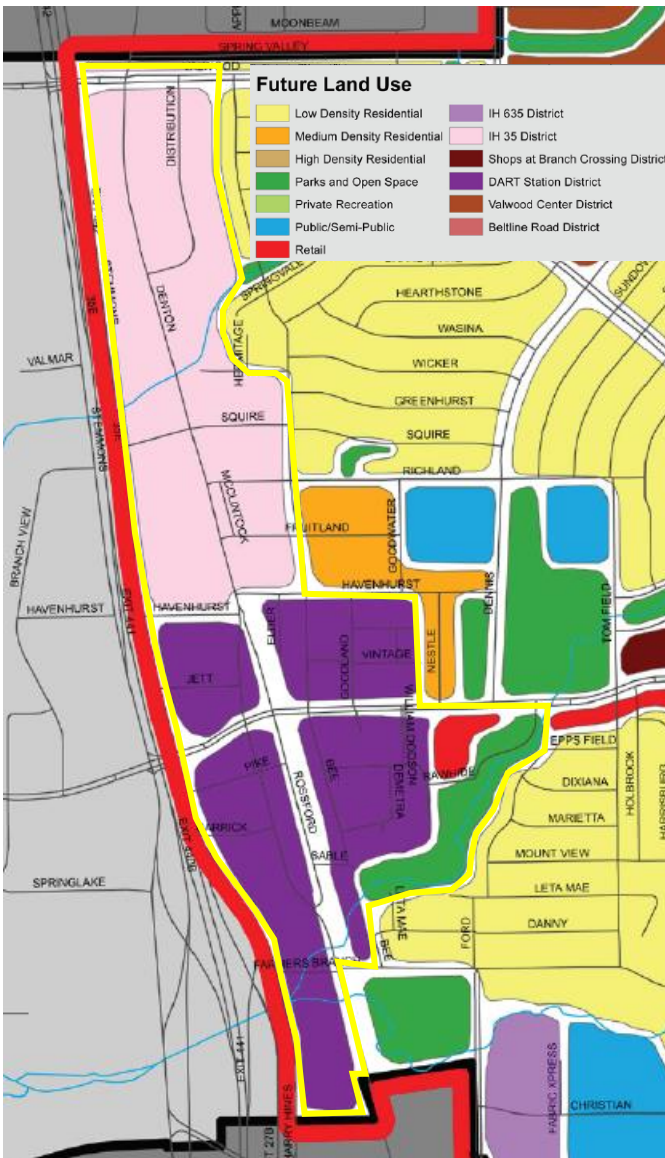 MOONBEAM
SPRING VALLEY
Future Land Use
Low Density Residential
Medium Density Residential
High Density Residential
Parks and Open Space
Private Recreation
Public/Semi-Public
Retail
IH 635 District
IH 35 District
Shops at Branch Crossing District
DART Station District
Valwood Center District
Beltline Road District
DISTRIBUTION
SPRINGVALE
HEARTHSTONE
DENTON
WASINA
HERMITAGE
VALMAR
WICKER
STEMMONS
GREENHURST
SQUIRE
SQUIRE
RICHLAND
MCCLINTOCK
BRANCH VIEW
FRUITLAND
GOODWATER
HAVENHURST
DENNIS
TOM FIELD
EXIT 441
HAVENHURST
HAVENHURST
GOODLAND
VINTAGE
NESTLE
JETT
WILLIAM DODSON
EPPS FIELD
PIKE
BEE
DEMETRA
RAWHIDE
ROSSFORD
DIXIANA
HOLBROOK
HARRISBURG
MARIETTA
SABLE
MOUNT VIEW
SPRINGLAKE
LETA MAE
LETA MAE
FORD
DANNY
BEE
FARMERS BRANCH
EXIT 441
FABRIC XPRESS
CHRISTIAN
HARRY HINES